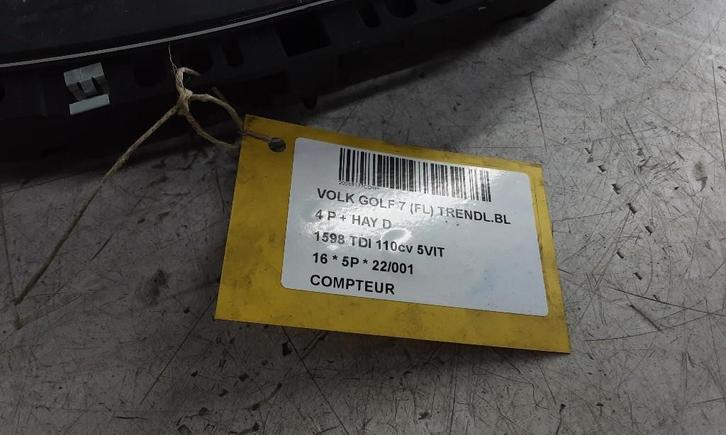 VOLK GOLF 7 (FL) TRENDL.BL
4 P + HAY D
1598 TDI 110cv 5VIT
16 * 5P * 22/001
COMPTEUR